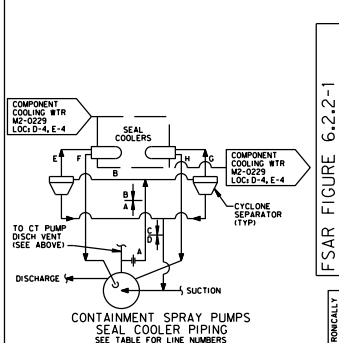 COMPONENT
COOLING WTR
M2-0229
LOC: D-4, E-4
SEAL
COOLERS
E
F
H
G
B
COMPONENT
COOLING WTR
M2-0229
LOC: D-4, E-4
B
A
CYCLONE
SEPARATOR
(TYP)
TO CT PUMP
DISCH VENT
(SEE ABOVE)
C
D
A
DISCHARGE
SUCTION
CONTAINMENT SPRAY PUMPS
SEAL COOLER PIPING
SEE TABLE FOR LINE NUMBERS
FSAR FIGURE 6.2.2-1